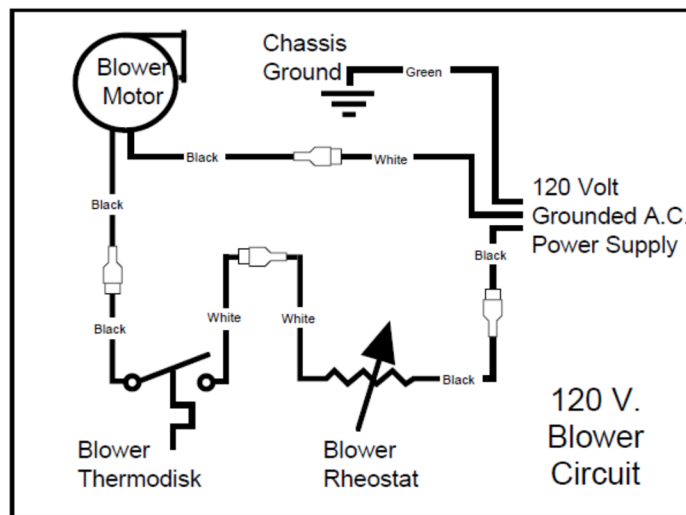 Blower
Motor
Chassis
Ground
Green
Black
White
120 Volt
Grounded A.C.
Power Supply
Black
Black
Black
White
White
Black
Blower
Thermodisk
Blower
Rheostat
120 V.
Blower
Circuit